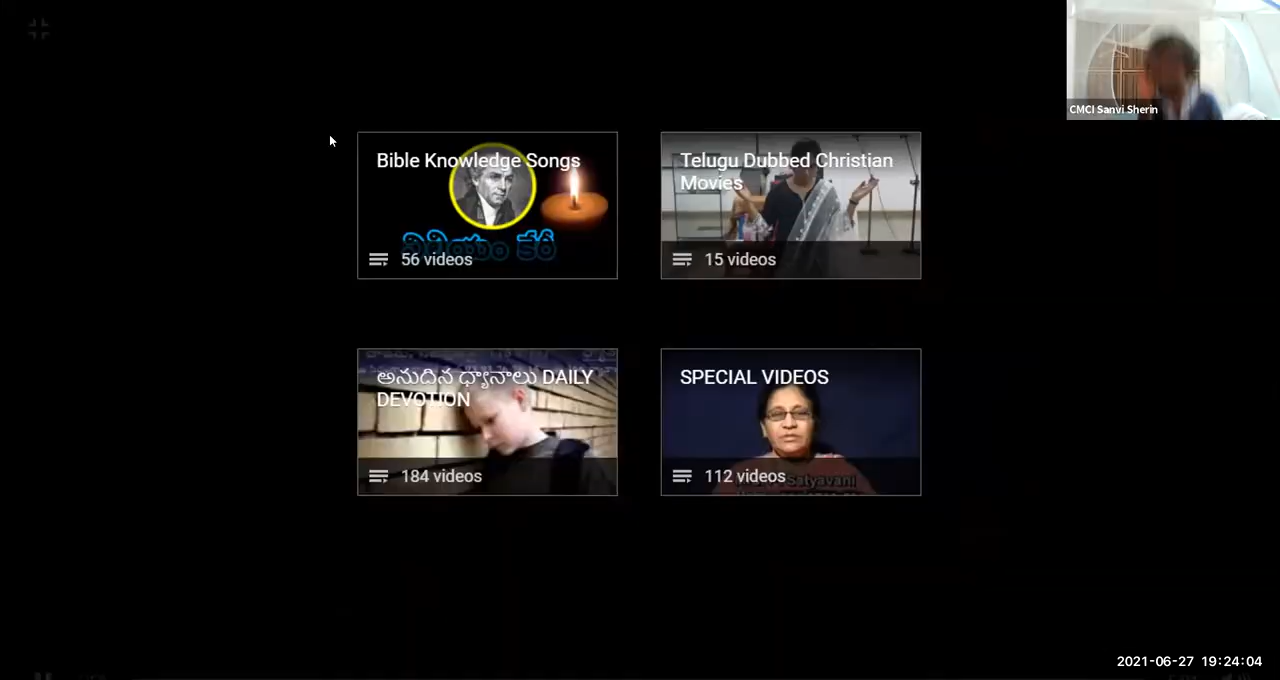 CMCI Sanvi Sherin
Bible Knowledge Songs
విలియం కేరీ
56 videos
Telugu Dubbed Christian
Movies
15 videos
అనుదిన ధ్యానాలు DAILY
DEVOTION
184 videos
SPECIAL VIDEOS
Satyavani
112 videos
2021-06-27 19:24:04